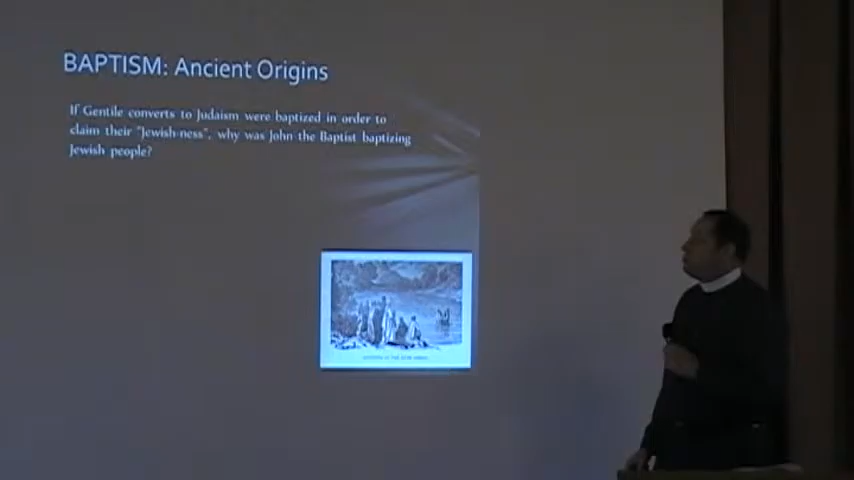 BAPTISM: Ancient Origins
If Gentile converts to Judaism were baptized in order to
claim their "Jewish-ness", why was John the Baptist baptizing
Jewish people?